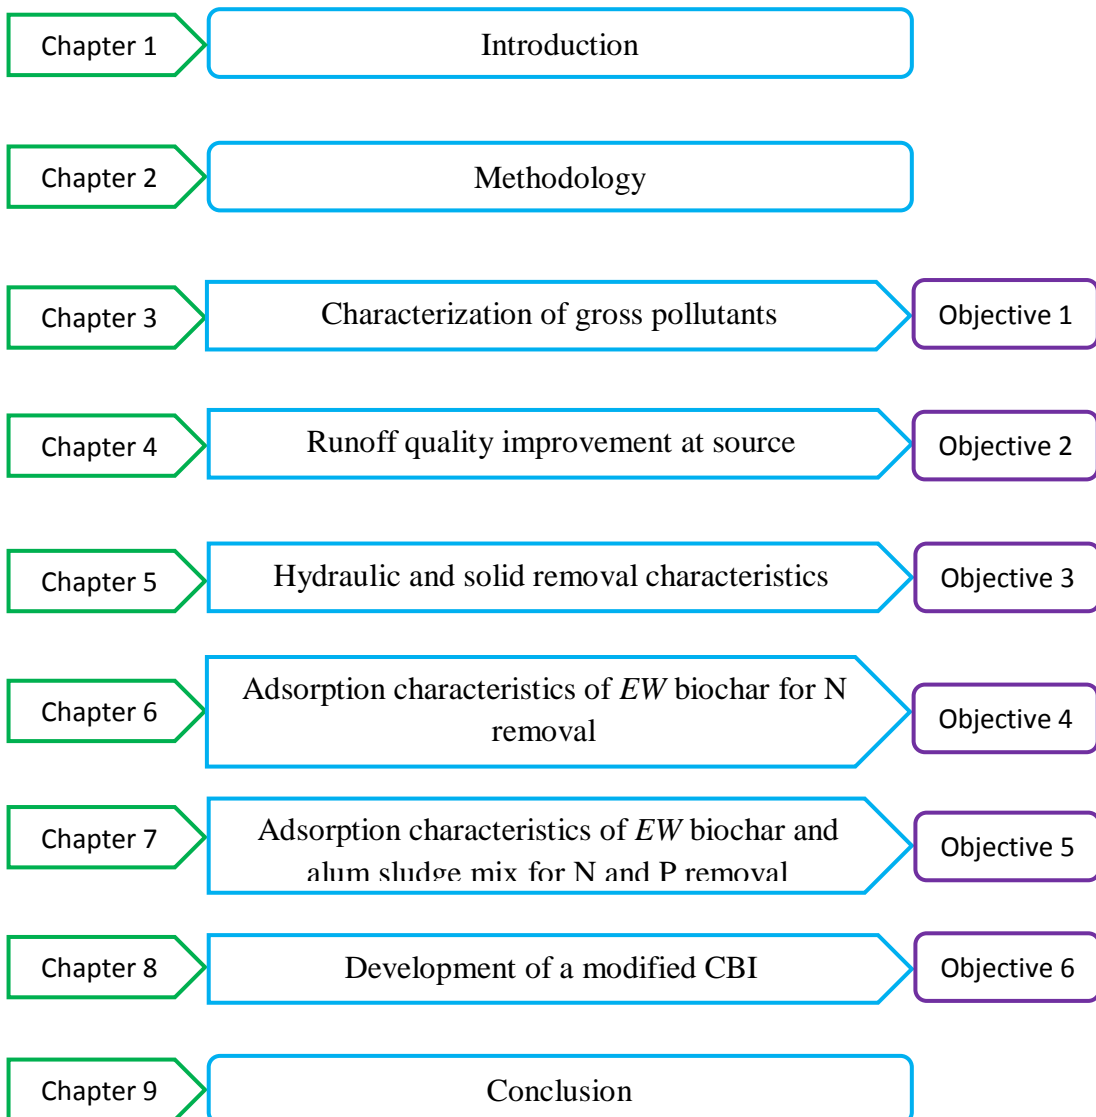 Chapter 1
Introduction
Chapter 2
Methodology
Chapter 3
Characterization of gross pollutants
Objective 1
Chapter 4
Runoff quality improvement at source
Objective 2
Chapter 5
Hydraulic and solid removal characteristics
Objective 3
Chapter 6
Adsorption characteristics of EW biochar for N
removal
Objective 4
Chapter 7
Adsorption characteristics of EW biochar and
alum sludge mix for N and P removal
Objective 5
Chapter 8
Development of a modified CBI
Objective 6
Chapter 9
Conclusion